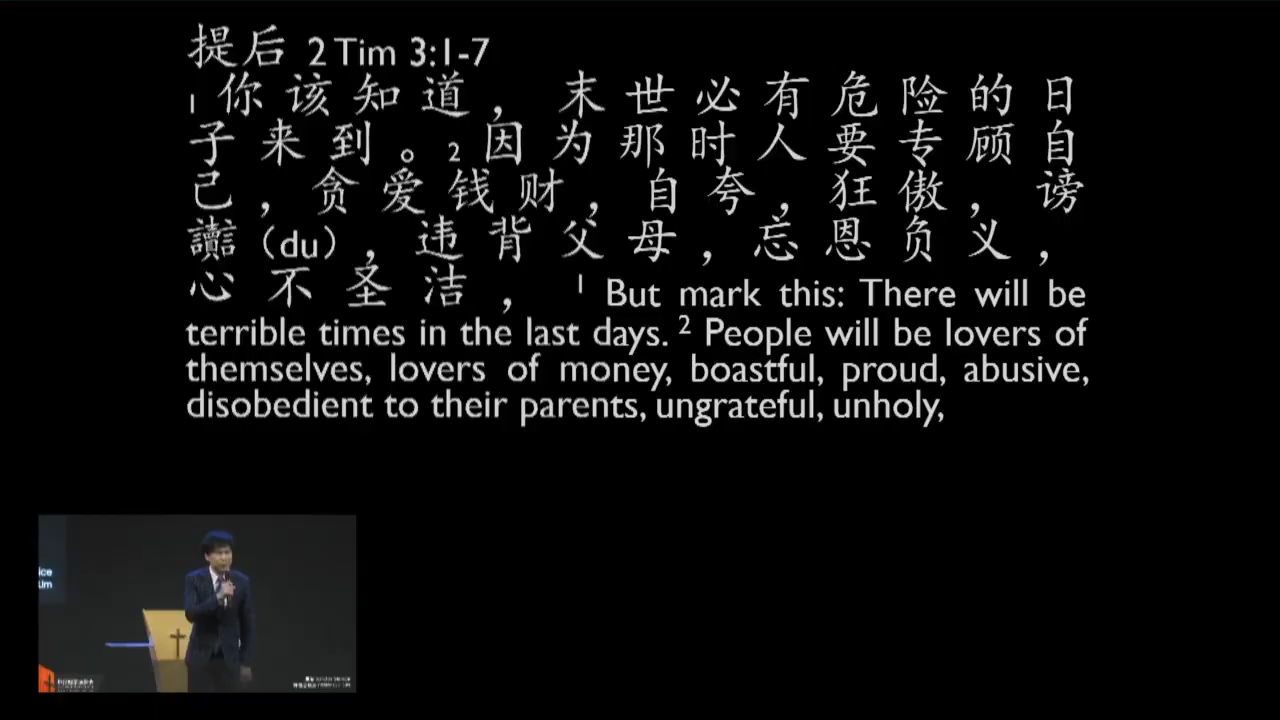 提后 2 Tim 3:1-7
1 你该知道，末世必有危险的日
子来到。2 因为那时人要专顾自
己，贪爱钱财，自夸，狂傲，谤
讟（du），违背父母，忘恩负义，
心不圣洁， 1 But mark this: There will be
terrible times in the last days. 2 People will be lovers of
themselves, lovers of money, boastful, proud, abusive,
disobedient to their parents, ungrateful, unholy,